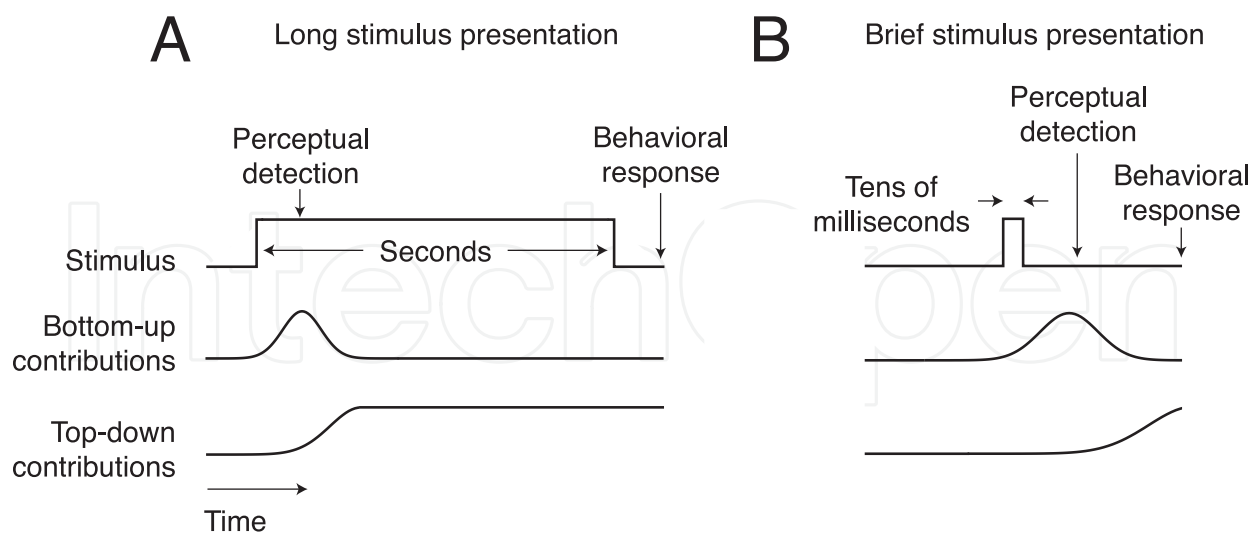 A
Long stimulus presentation
Perceptual
detection
Behavioral
response
Seconds
Stimulus
Bottom-up
contributions
Top-down
contributions
Time
B
Brief stimulus presentation
Perceptual
detection
Tens of
milliseconds
Behavioral
response
IntechOpen